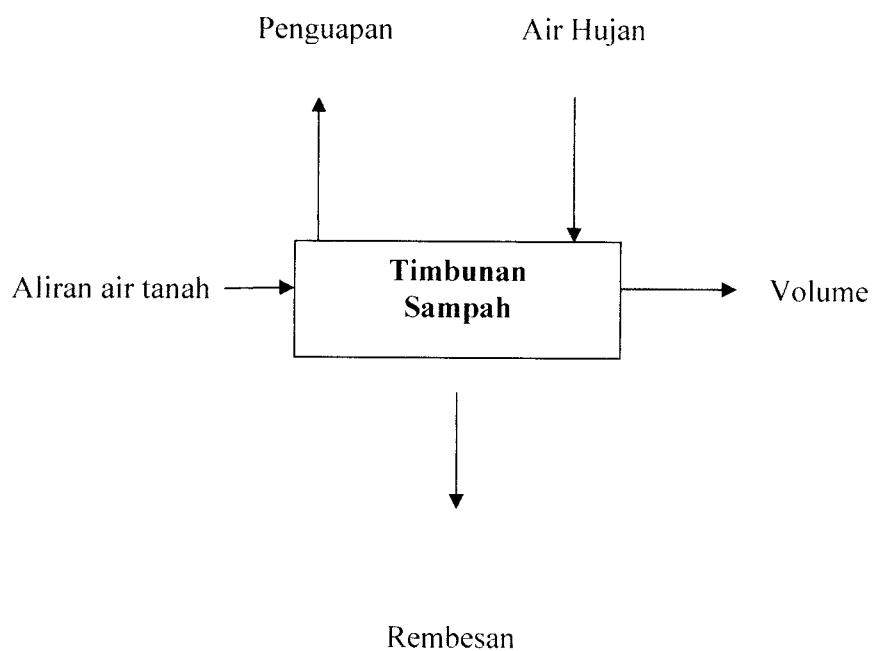 Penguapan
Air Hujan
Aliran air tanah
Timbunan
Sampah
Volume
Rembesan